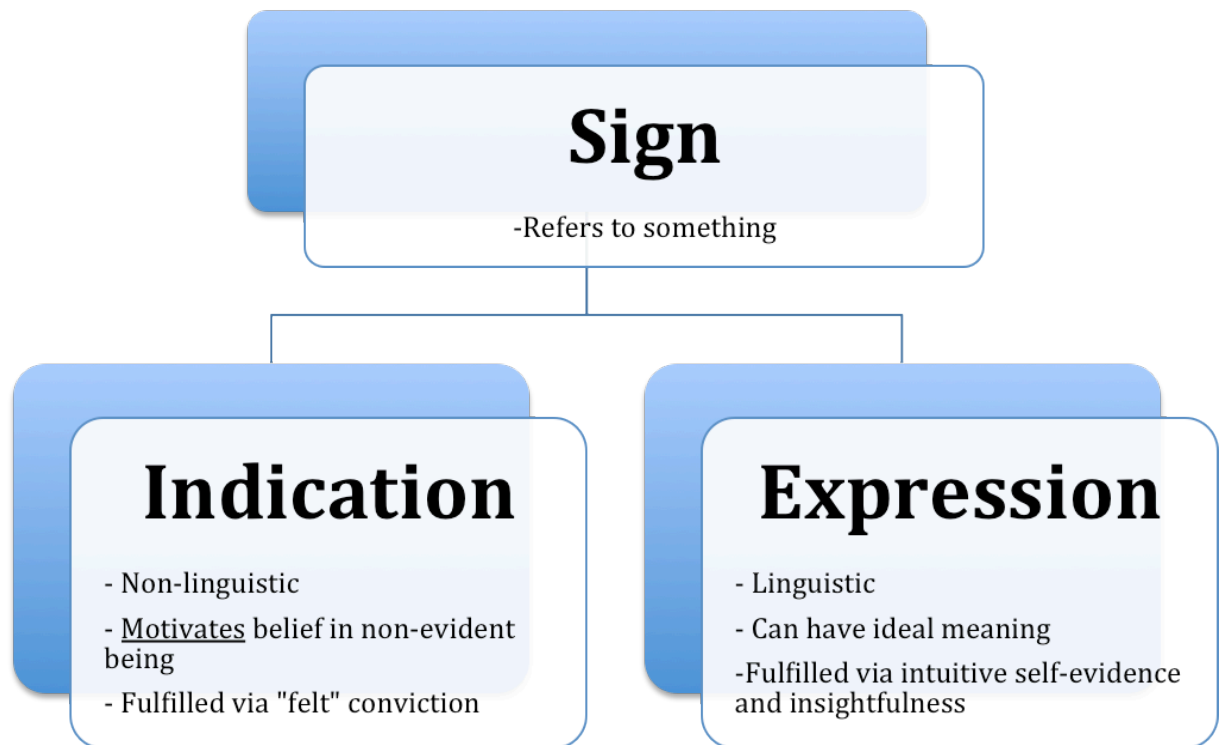 Sign
-Refers to something
Indication
- Non-linguistic
- Motivates belief in non-evident
being
- Fulfilled via "felt" conviction
Expression
- Linguistic
- Can have ideal meaning
-Fulfilled via intuitive self-evidence
and insightfulness